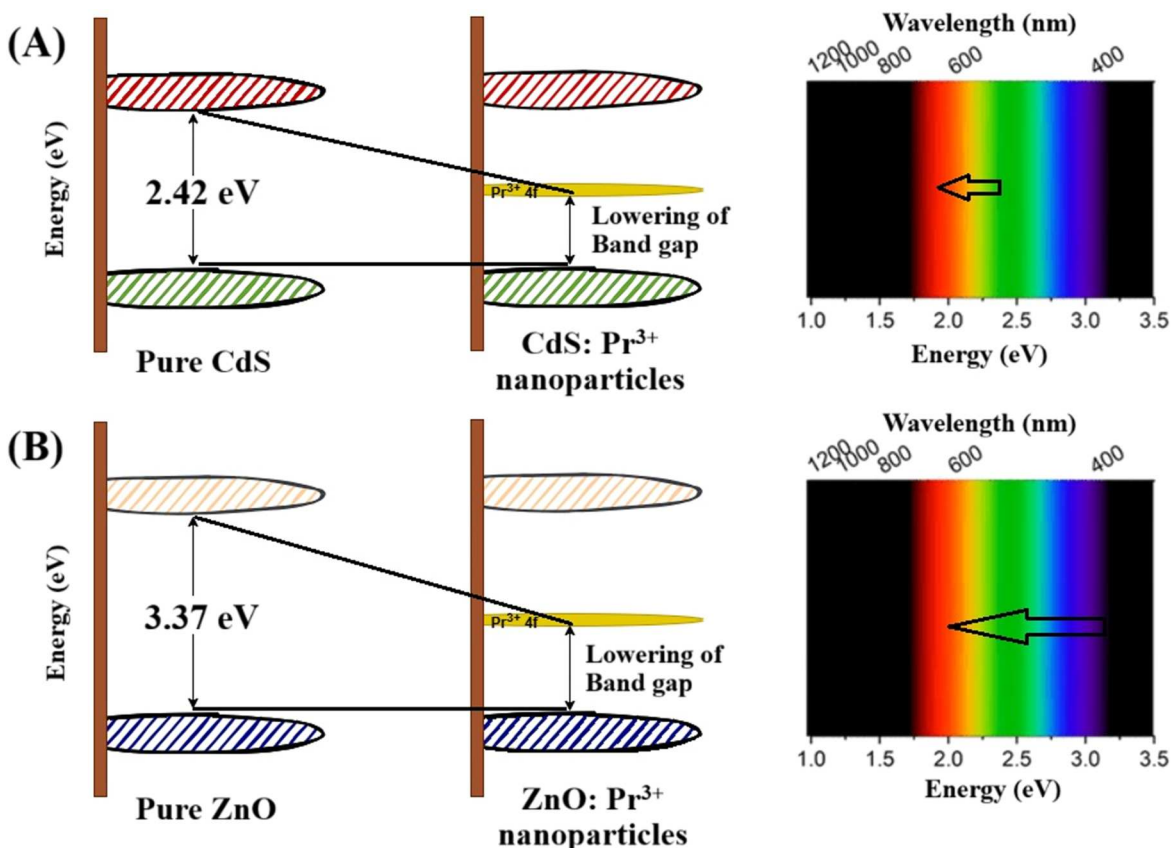 (A)
Energy (eV)
2.42 eV
Pure CdS
Pr³⁺ 4f
Lowering of
Band gap
CdS: Pr³⁺
nanoparticles
Wavelength (nm)
1200 1000 800 600 400
1.0 1.5 2.0 2.5 3.0 3.5
Energy (eV)
(B)
Energy (eV)
3.37 eV
Pure ZnO
Pr³⁺ 4f
Lowering of
Band gap
ZnO: Pr³⁺
nanoparticles
Wavelength (nm)
1200 1000 800 600 400
1.0 1.5 2.0 2.5 3.0 3.5
Energy (eV)